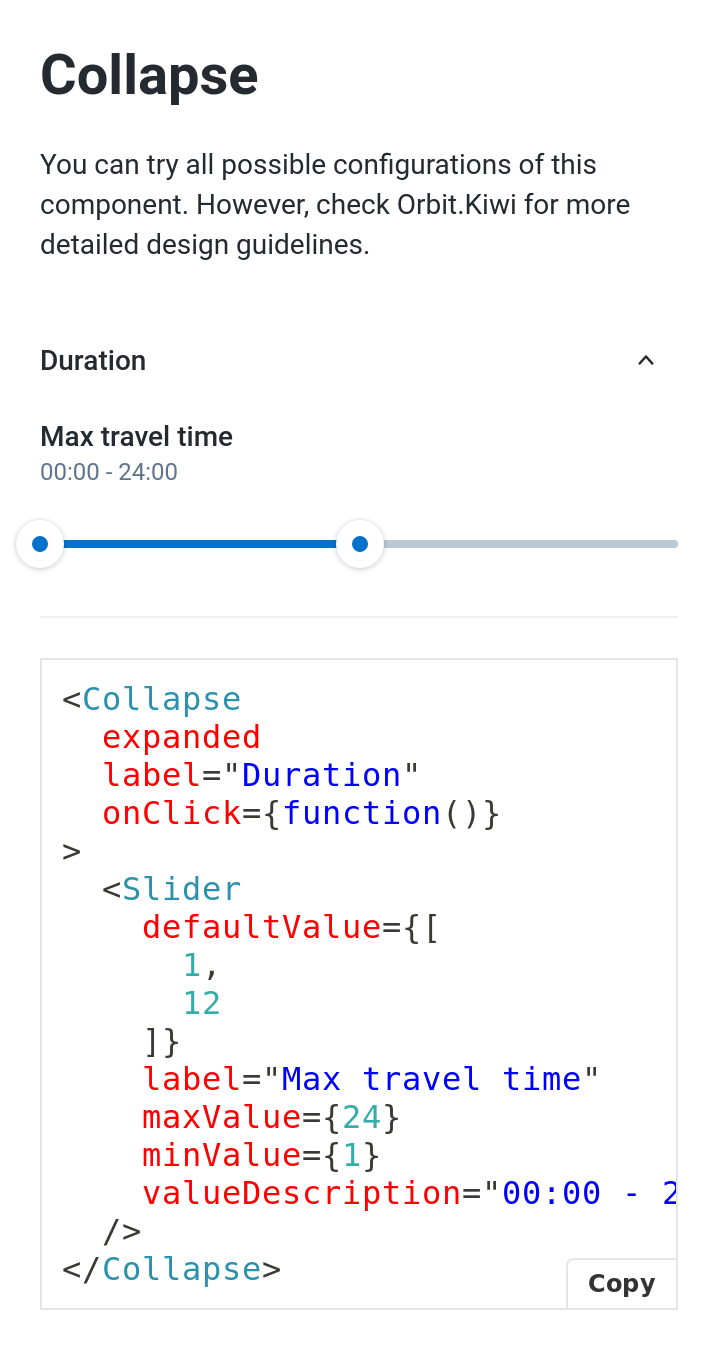 Collapse
You can try all possible configurations of this
component. However, check Orbit.Kiwi for more
detailed design guidelines.
Duration
Max travel time
00:00 - 24:00
<Collapse
  expanded
  label="Duration"
  onClick={function()}
>
  <Slider
    defaultValue={[
      1,
      12
    ]}
    label="Max travel time"
    maxValue={24}
    minValue={1}
    valueDescription="00:00 - 2
  />
</Collapse>
Copy